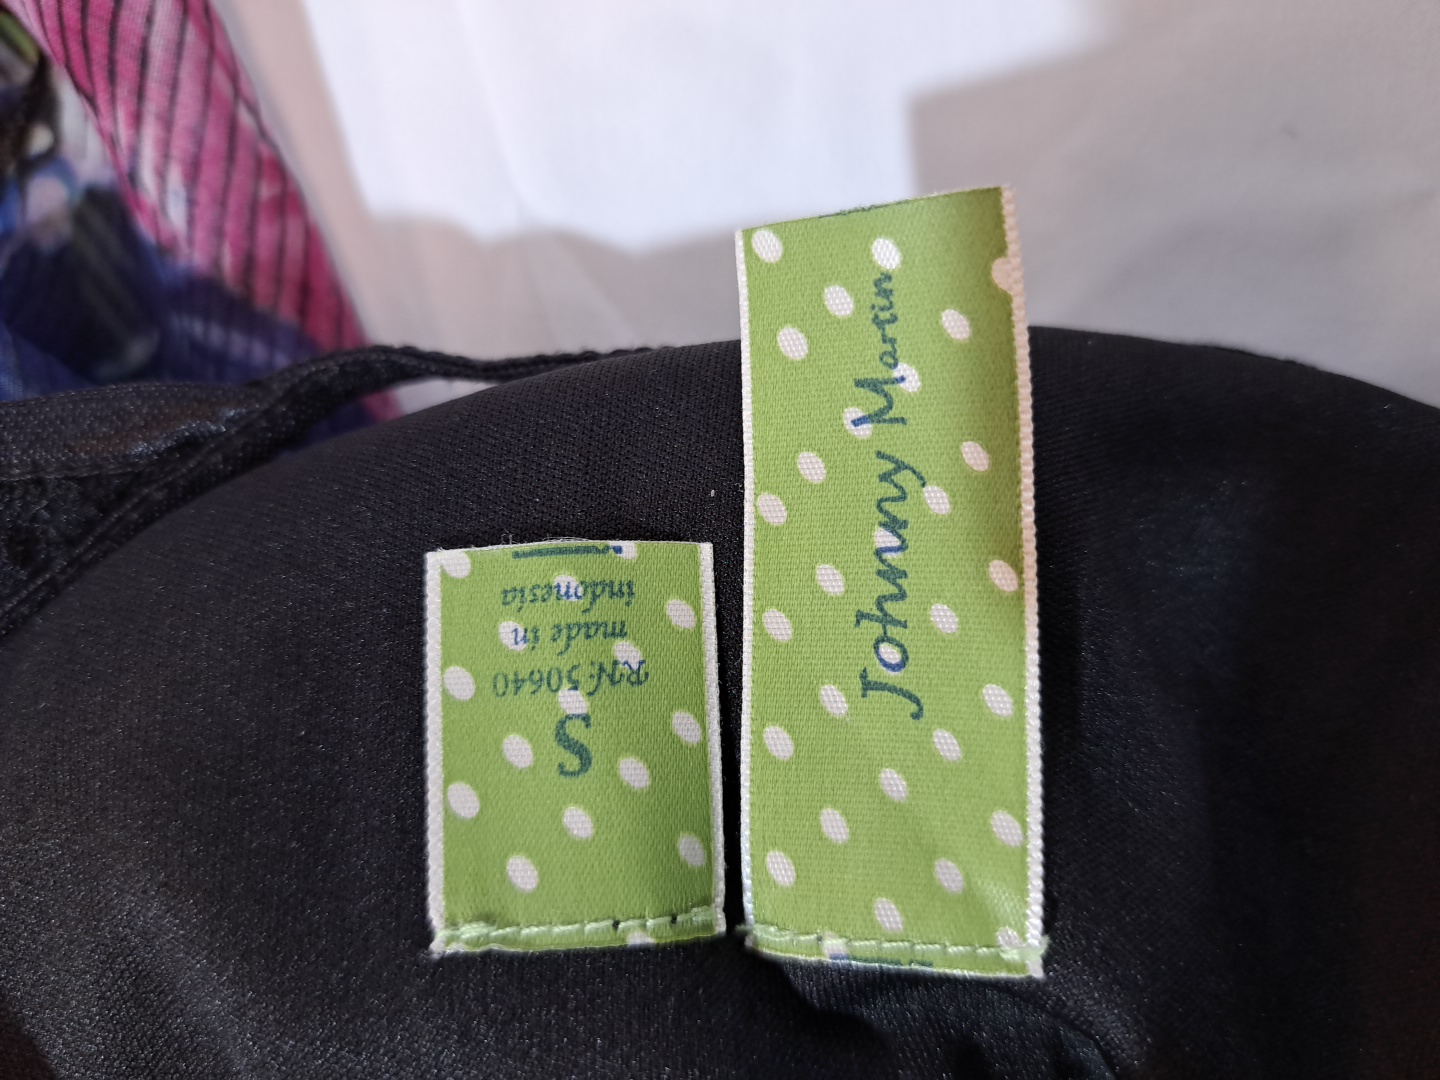 Johnny Martin
S
RN:50640
made in
indonesia